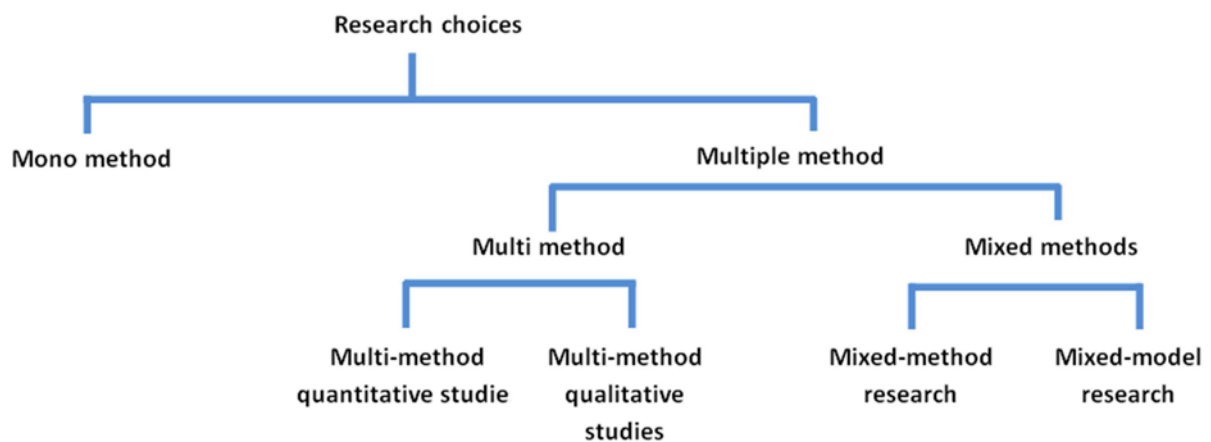 Research choices
Mono method
Multiple method
Multi method
Mixed methods
Multi-method
quantitative studie
Multi-method
qualitative
studies
Mixed-method
research
Mixed-model
research